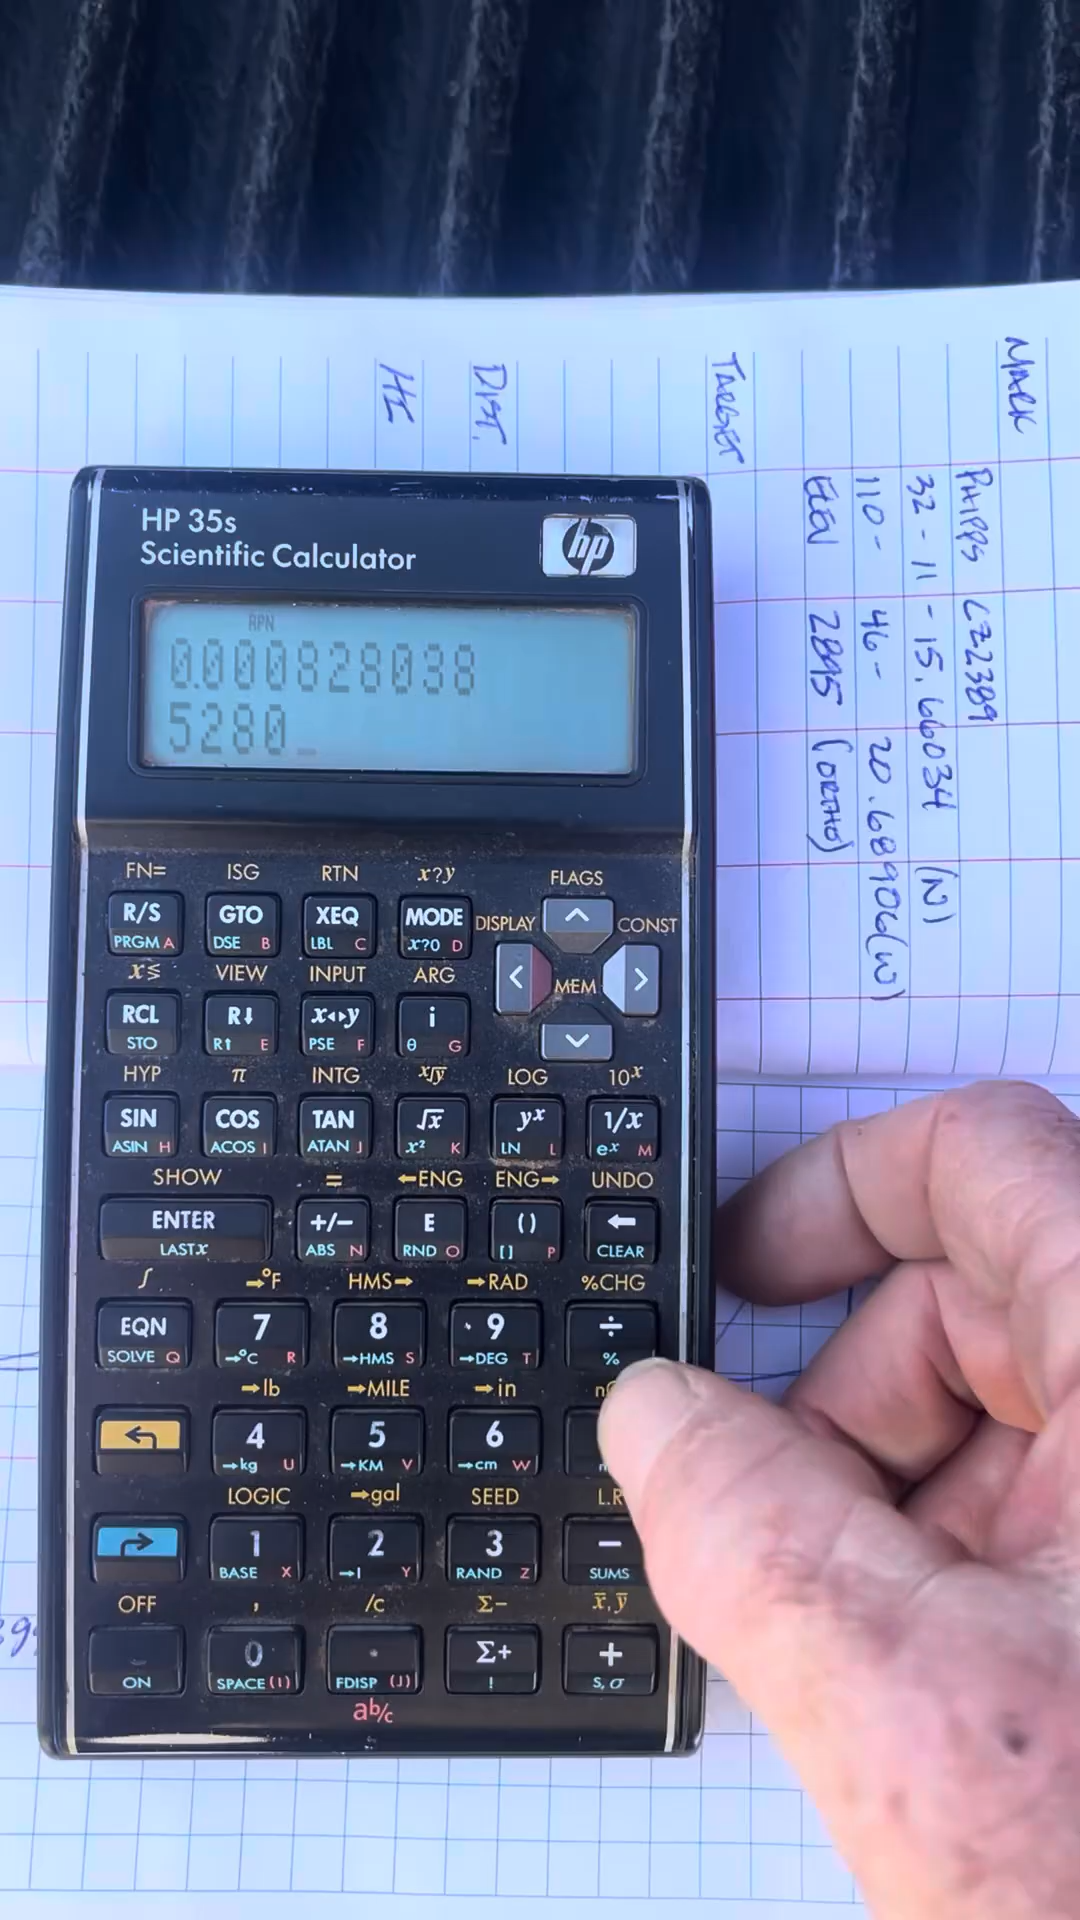 MARK
PHIPPS CZ2389
32 - 11 - 15.66034 (N)
110 - 46 - 20.68906 (W)
ELEV 2895 (ORTHO)
TARGET
DIST.
HI
HP 35s
Scientific Calculator
hp
RPN
0.000828038
5280_
FN= ISG RTN x?y FLAGS
R/S GTO XEQ MODE DISPLAY CONST
PRGM A DSE B LBL C x?0 D
x≶ VIEW INPUT ARG MEM
RCL R↓ x↔y i
STO R↑ E PSE F θ G
HYP π INTG x√y LOG 10ˣ
SIN COS TAN √x yˣ 1/x
ASIN H ACOS I ATAN J x² K LN L eˣ M
SHOW = ←ENG ENG→ UNDO
ENTER +/− E () ←
LASTx ABS N RND O [] P CLEAR
∫ →°F HMS→ →RAD %CHG
EQN 7 8 9 ÷
SOLVE Q →°C R →HMS S →DEG T %
→lb →MILE →in
4 5 6
→kg U →KM V →cm W
LOGIC →gal SEED L.R
1 2 3 −
BASE X →I Y RAND Z SUMS
OFF , /c Σ− x̄,ȳ
0 . Σ+ +
ON SPACE (I) FDISP (J) ! S,σ
ab/c